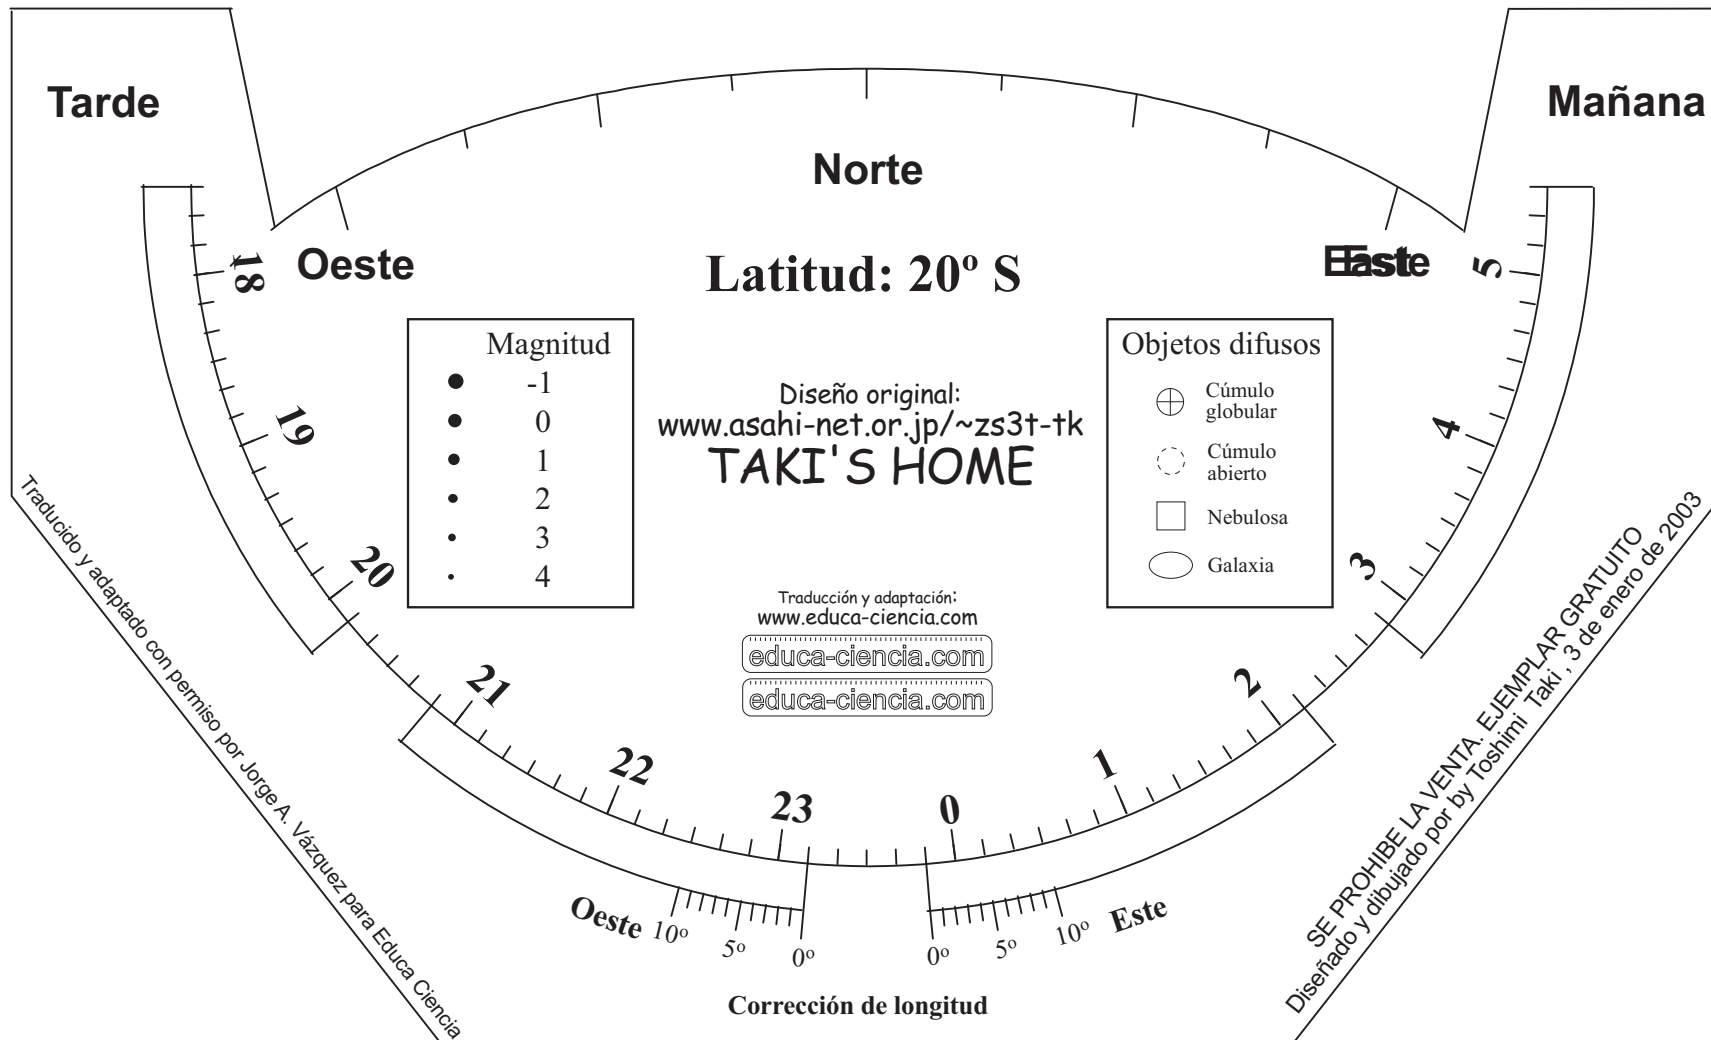 Tarde
Mañana
Norte
Oeste
Este
Latitud: 20º S
18
19
20
21
22
23
0
1
2
3
4
5
Magnitud
-1
0
1
2
3
4
Diseño original:
www.asahi-net.or.jp/~zs3t-tk
TAKI'S HOME
Objetos difusos
Cúmulo
globular
Cúmulo
abierto
Nebulosa
Galaxia
Traducción y adaptación:
www.educa-ciencia.com
educa-ciencia.com
educa-ciencia.com
Oeste
10º
5º
0º
0º
5º
10º
Este
Corrección de longitud
Traducido y adaptado con permiso por Jorge A. Vázquez para Educa Ciencia
SE PROHIBE LA VENTA. EJEMPLAR GRATUITO
Diseñado y dibujado por by Toshimi Taki , 3 de enero de 2003